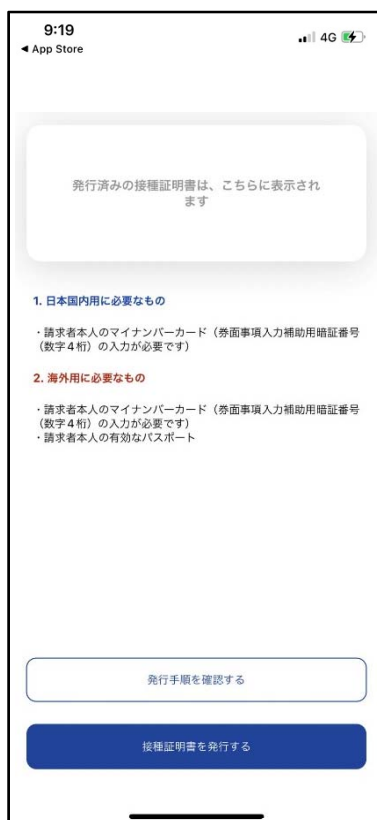 9:19
4G
◀ App Store
発行済みの接種証明書は、こちらに表示され
ます
1. 日本国内用に必要なもの
・請求者本人のマイナンバーカード（券面事項入力補助用暗証番号
（数字4桁）の入力が必要です）
2. 海外用に必要なもの
・請求者本人のマイナンバーカード（券面事項入力補助用暗証番号
（数字4桁）の入力が必要です）
・請求者本人の有効なパスポート
発行手順を確認する
接種証明書を発行する